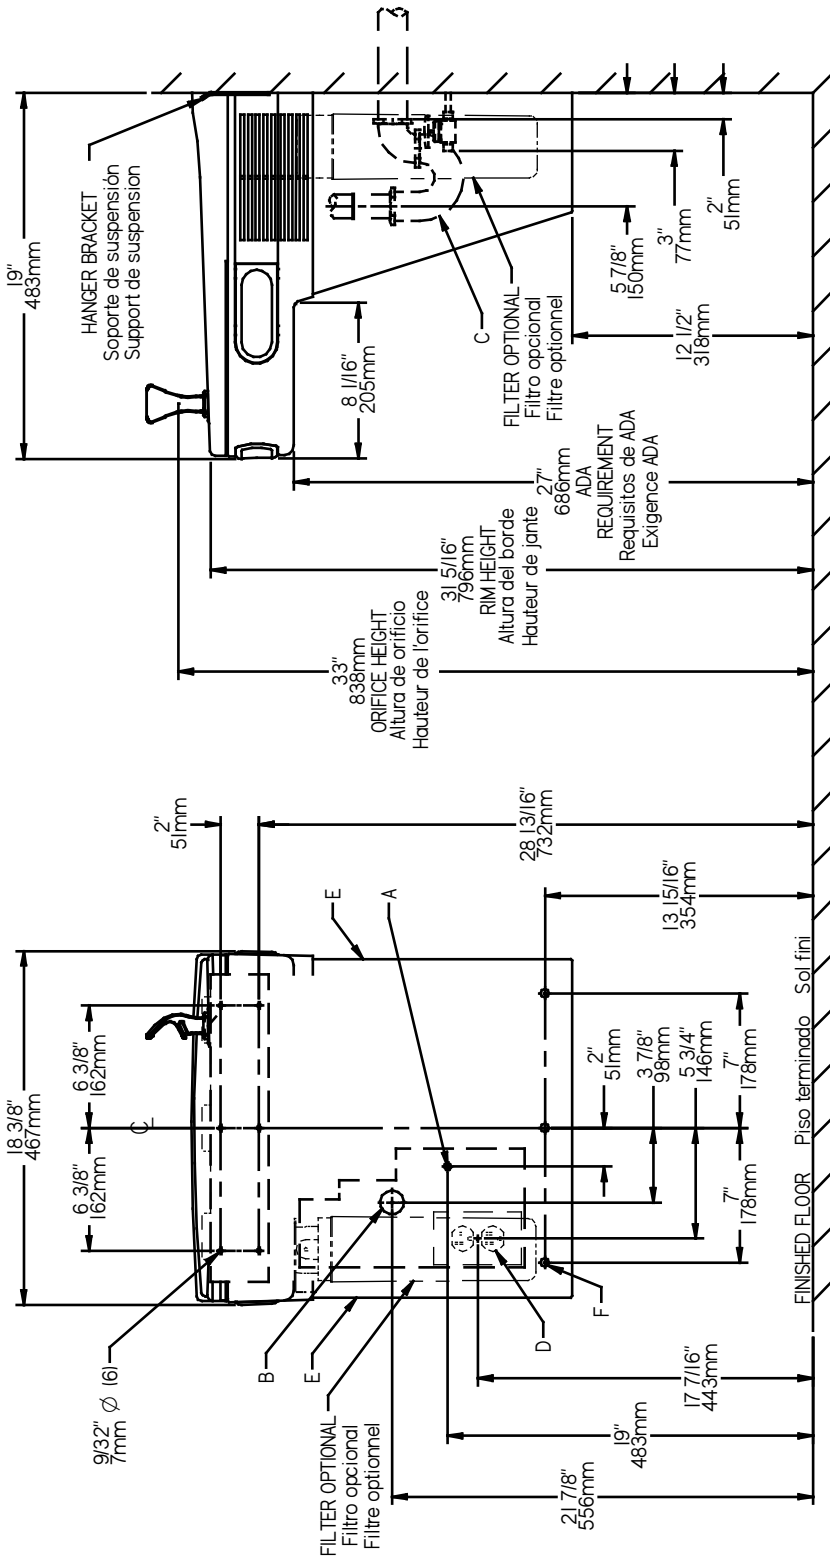 18 3/8"
467mm
6 3/8"
162mm
6 3/8"
162mm
9/32" Ø (6)
7mm
2"
51mm
B
E
FILTER OPTIONAL
Filtro opcional
Filtre optionnel
E
A
D
F
28 13/16"
732mm
13 15/16"
354mm
2"
51mm
3 7/8"
98mm
5 3/4"
146mm
7"
178mm
7"
178mm
17 7/16"
443mm
19"
483mm
21 7/8"
556mm
FINISHED FLOOR Piso terminado Sol fini
19"
483mm
HANGER BRACKET
Soporte de suspensión
Support de suspension
8 1/16"
205mm
FILTER OPTIONAL
Filtro opcional
Filtre optionnel
C
5 7/8"
150mm
3"
77mm
2"
51mm
12 1/2"
318mm
27"
686mm
ADA
REQUIREMENT
Requisitos de ADA
Exigence ADA
31 5/16"
796mm
RIM HEIGHT
Altura del borde
Hauteur de jante
33"
838mm
ORIFICE HEIGHT
Altura de orificio
Hauteur de l'orifice